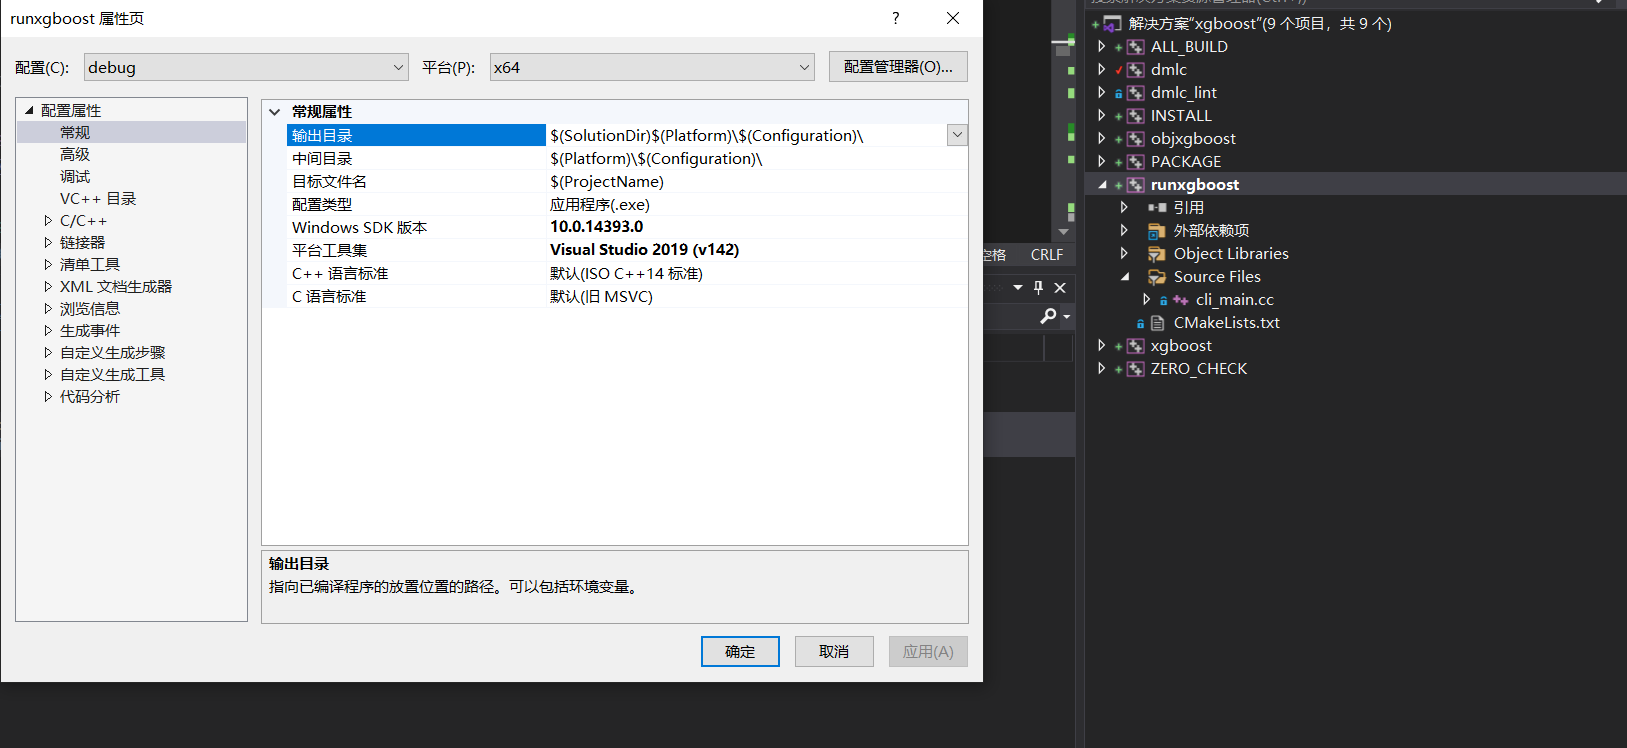 runxgboost 属性页
?
配置(C):
debug
平台(P):
x64
配置管理器(O)...
配置属性
常规
高级
调试
VC++ 目录
C/C++
链接器
清单工具
XML 文档生成器
浏览信息
生成事件
自定义生成步骤
自定义生成工具
代码分析
常规属性
输出目录 $(SolutionDir)$(Platform)\$(Configuration)\
中间目录 $(Platform)\$(Configuration)\
目标文件名 $(ProjectName)
配置类型 应用程序(.exe)
Windows SDK 版本 10.0.14393.0
平台工具集 Visual Studio 2019 (v142)
C++ 语言标准 默认(ISO C++14 标准)
C 语言标准 默认(旧 MSVC)
输出目录
指向已编译程序的放置位置的路径。可以包括环境变量。
确定
取消
应用(A)
空格 CRLF
解决方案"xgboost"(9 个项目，共 9 个)
ALL_BUILD
dmlc
dmlc_lint
INSTALL
objxgboost
PACKAGE
runxgboost
引用
外部依赖项
Object Libraries
Source Files
cli_main.cc
CMakeLists.txt
xgboost
ZERO_CHECK